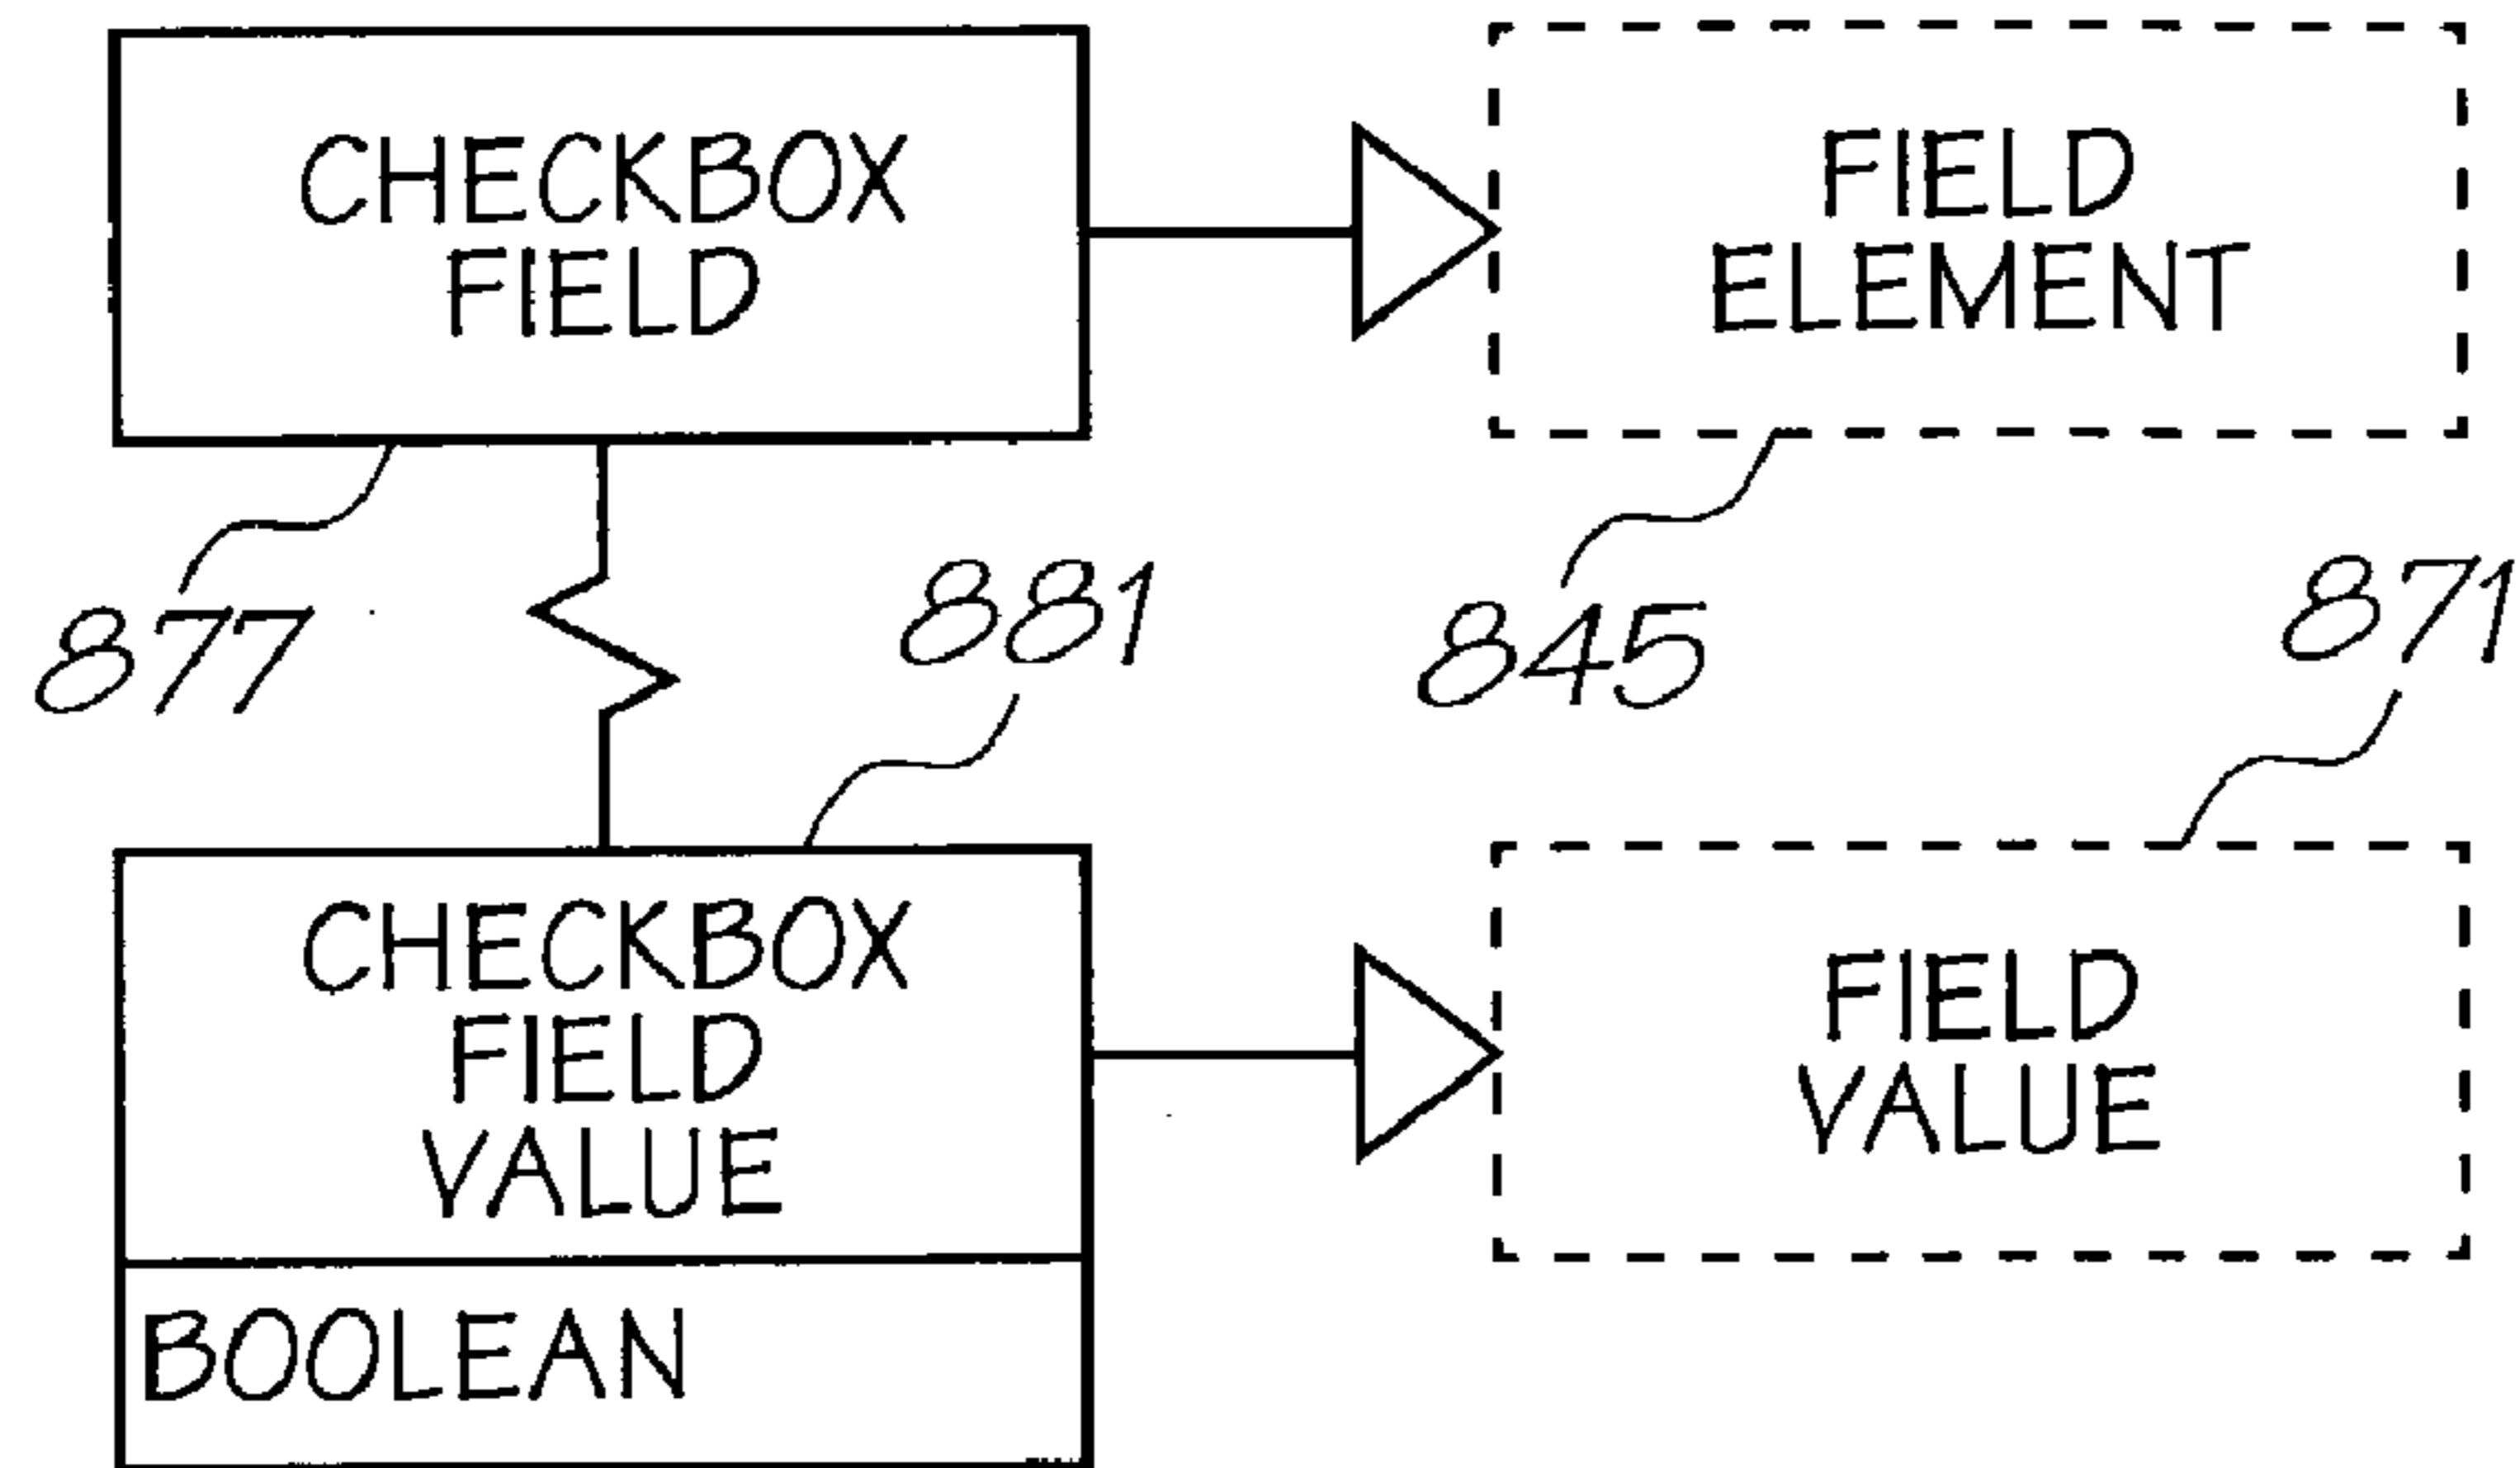 CHECKBOX
FIELD
FIELD
ELEMENT
877
881
845
871
CHECKBOX
FIELD
VALUE
BOOLEAN
FIELD
VALUE